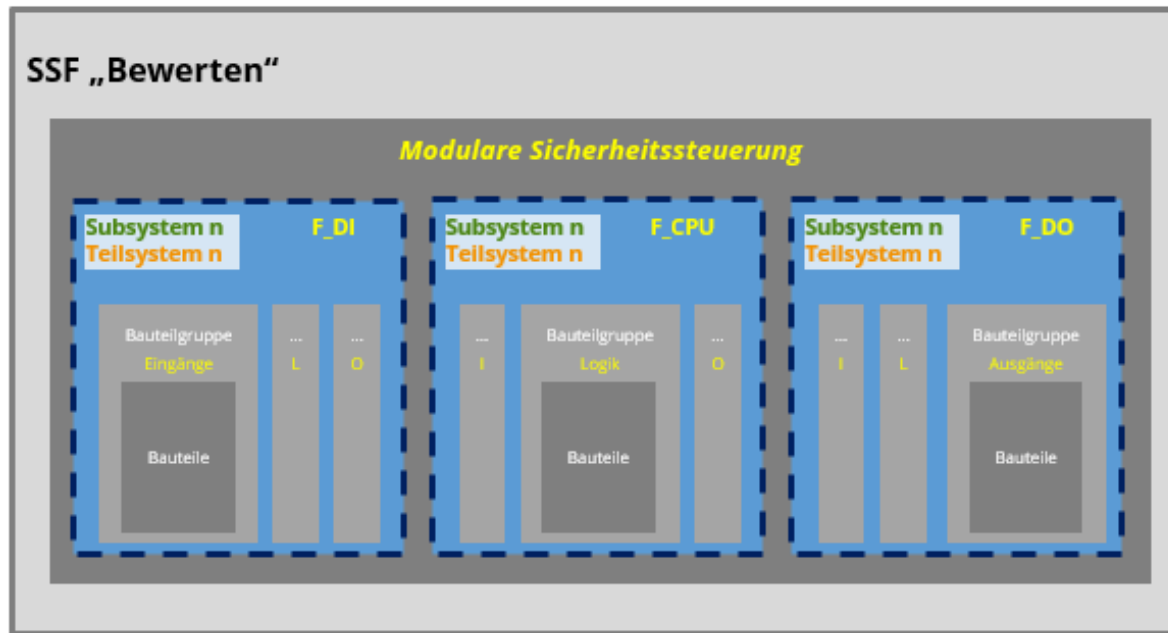 SSF „Bewerten“
Modulare Sicherheitssteuerung
Subsystem n
Teilsystem n
F_DI
Bauteilgruppe
Eingänge
Bauteile
...
L
...
O
Subsystem n
Teilsystem n
F_CPU
...
I
Bauteilgruppe
Logik
Bauteile
...
O
Subsystem n
Teilsystem n
F_DO
...
I
...
L
Bauteilgruppe
Ausgänge
Bauteile